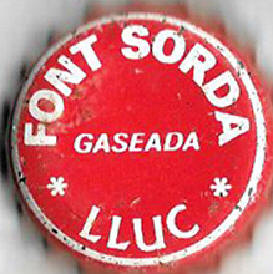 FONT SORDA
GASEADA
* LLUC *